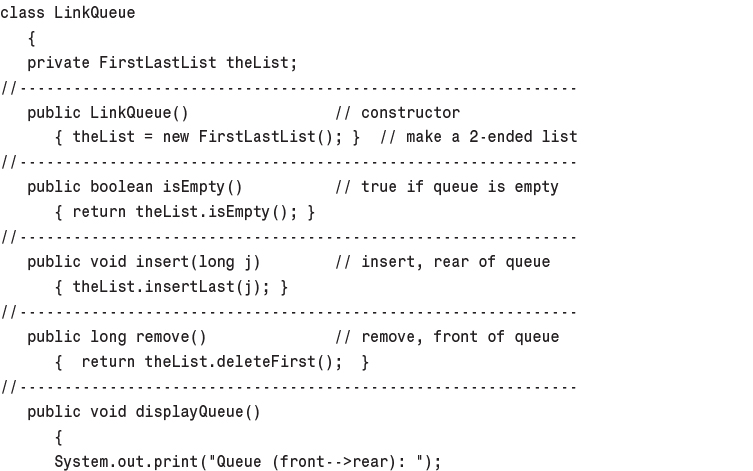 class LinkQueue
   {
   private FirstLastList theList;
//--------------------------------------------------------------
   public LinkQueue()                // constructor
      { theList = new FirstLastList(); }  // make a 2-ended list
//--------------------------------------------------------------
   public boolean isEmpty()          // true if queue is empty
      { return theList.isEmpty(); }
//--------------------------------------------------------------
   public void insert(long j)        // insert, rear of queue
      { theList.insertLast(j); }
//--------------------------------------------------------------
   public long remove()              // remove, front of queue
      {  return theList.deleteFirst();  }
//--------------------------------------------------------------
   public void displayQueue()
      {
      System.out.print("Queue (front-->rear): ");